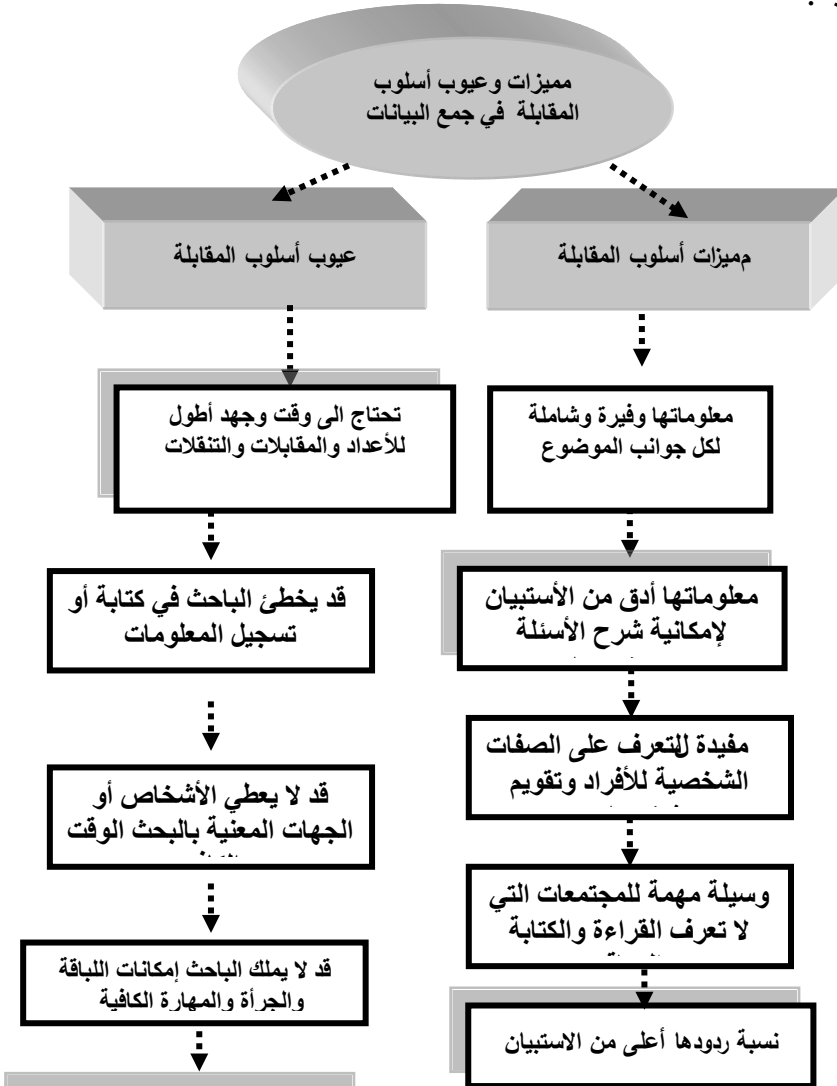 مميزات وعيوب أسلوب
المقابلة في جمع البيانات
مميزات أسلوب المقابلة
معلوماتها وفيرة وشاملة
لكل جوانب الموضوع
معلوماتها أدق من الأستبيان
لإمكانية شرح الأسئلة
مفيدة للتعرف على الصفات
الشخصية للأفراد وتقويم
وسيلة مهمة للمجتمعات التي
لا تعرف القراءة والكتابة
نسبة ردودها أعلى من الاستبيان
عيوب أسلوب المقابلة
تحتاج الى وقت وجهد أطول
للأعداد والمقابلات والتنقلات
قد يخطئ الباحث في كتابة أو
تسجيل المعلومات
قد لا يعطي الأشخاص أو
الجهات المعنية بالبحث الوقت
قد لا يملك الباحث إمكانات اللباقة
والجرأة والمهارة الكافية